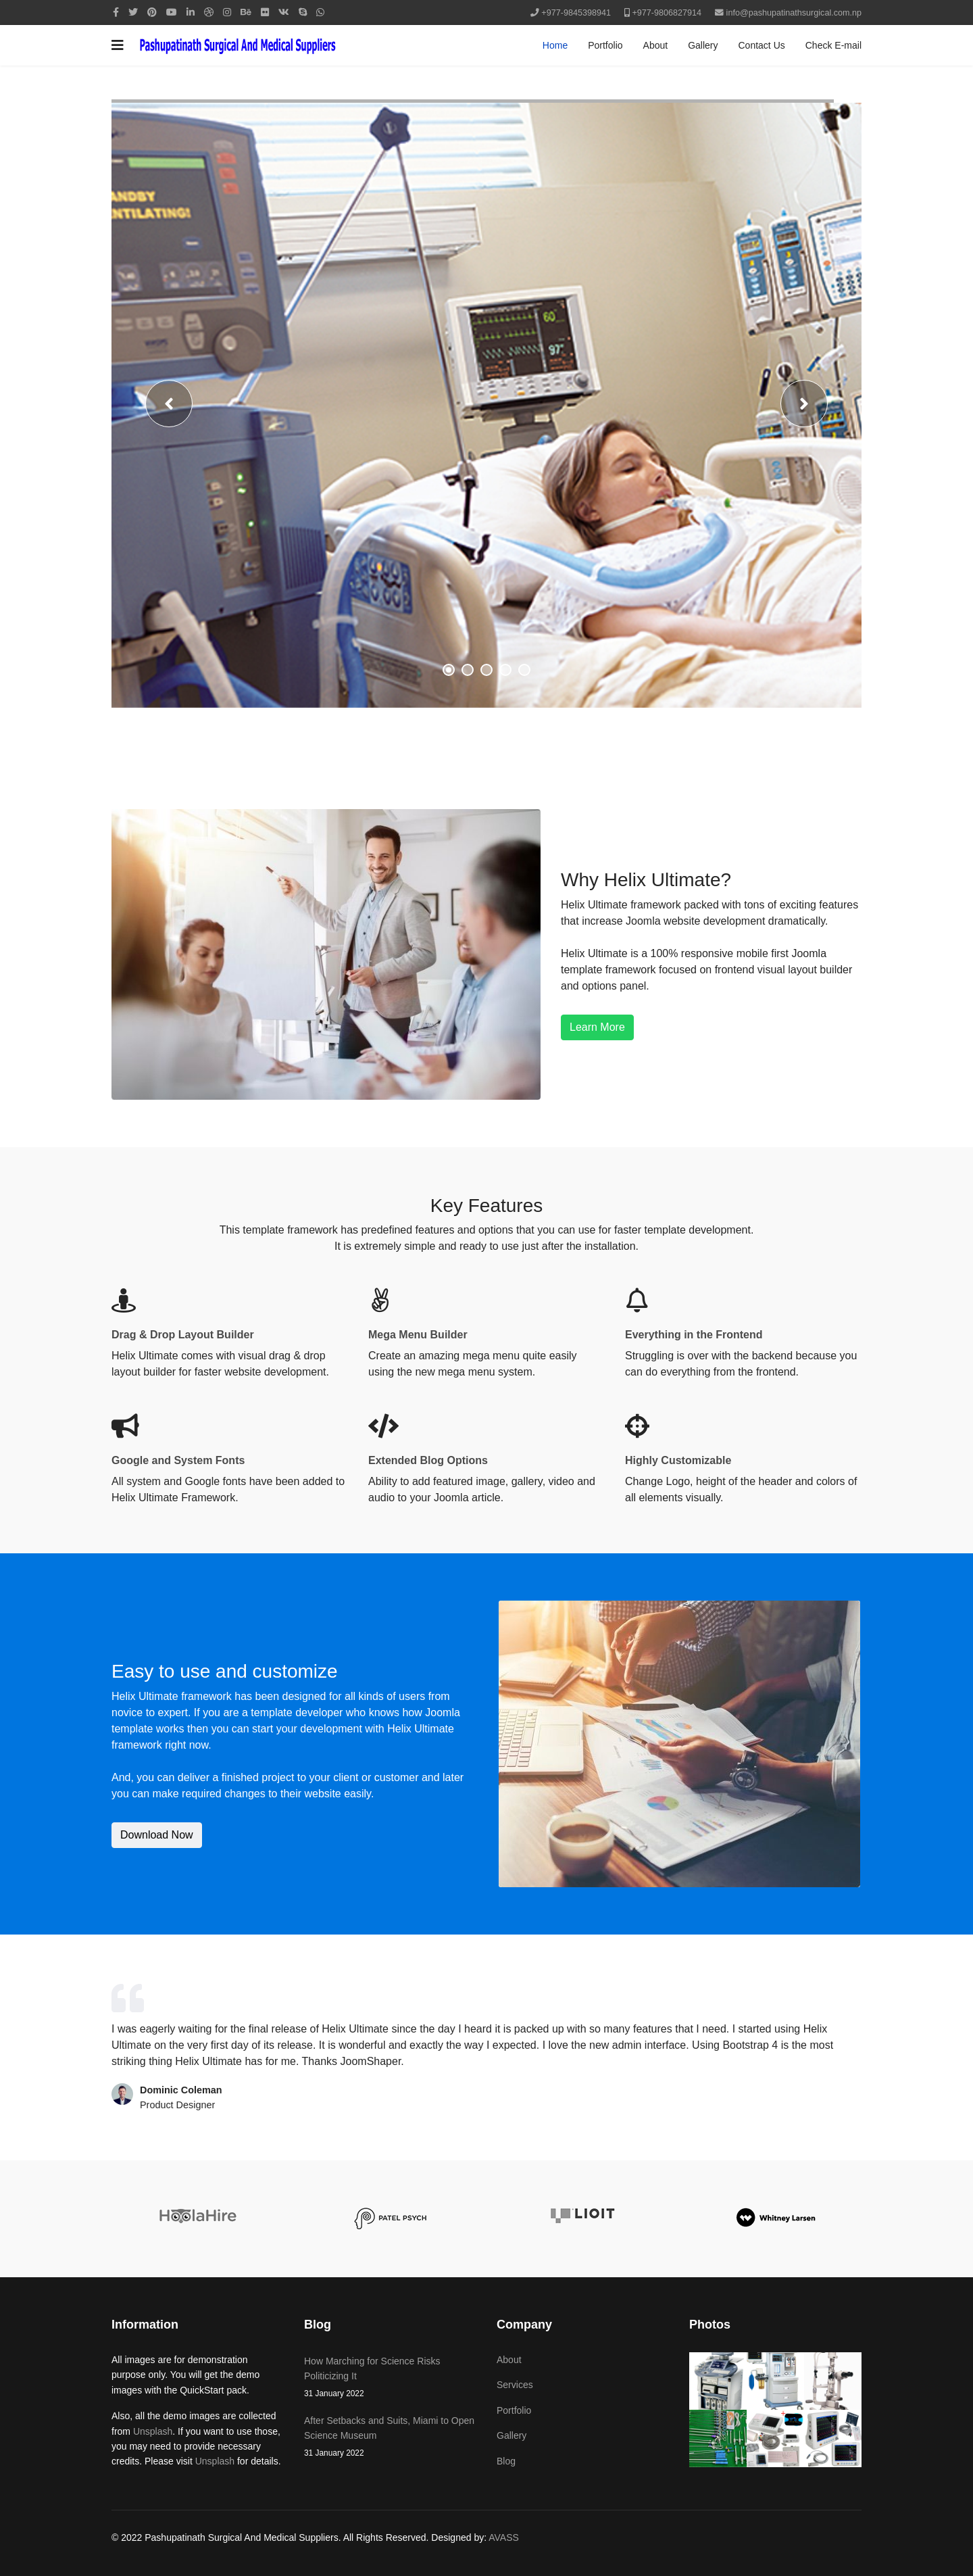 +977-9845398941 +977-9806827914 info@pashupatinathsurgical.com.np
Pashupatinath Surgical And Medical Suppliers
Home Portfolio About Gallery Contact Us Check E-mail
ANDBY
NTILATING!
60
97
Why Helix Ultimate?
Helix Ultimate framework packed with tons of exciting features
that increase Joomla website development dramatically.
Helix Ultimate is a 100% responsive mobile first Joomla
template framework focused on frontend visual layout builder
and options panel.
Learn More
Key Features
This template framework has predefined features and options that you can use for faster template development.
It is extremely simple and ready to use just after the installation.
Drag & Drop Layout Builder
Helix Ultimate comes with visual drag & drop
layout builder for faster website development.
Mega Menu Builder
Create an amazing mega menu quite easily
using the new mega menu system.
Everything in the Frontend
Struggling is over with the backend because you
can do everything from the frontend.
Google and System Fonts
All system and Google fonts have been added to
Helix Ultimate Framework.
Extended Blog Options
Ability to add featured image, gallery, video and
audio to your Joomla article.
Highly Customizable
Change Logo, height of the header and colors of
all elements visually.
Easy to use and customize
Helix Ultimate framework has been designed for all kinds of users from
novice to expert. If you are a template developer who knows how Joomla
template works then you can start your development with Helix Ultimate
framework right now.
And, you can deliver a finished project to your client or customer and later
you can make required changes to their website easily.
Download Now
I was eagerly waiting for the final release of Helix Ultimate since the day I heard it is packed up with so many features that I need. I started using Helix
Ultimate on the very first day of its release. It is wonderful and exactly the way I expected. I love the new admin interface. Using Bootstrap 4 is the most
striking thing Helix Ultimate has for me. Thanks JoomShaper.
Dominic Coleman
Product Designer
HoolaHire
PATEL PSYCH
LIOIT
Whitney Larsen
Information
All images are for demonstration
purpose only. You will get the demo
images with the QuickStart pack.
Also, all the demo images are collected
from Unsplash. If you want to use those,
you may need to provide necessary
credits. Please visit Unsplash for details.
Blog
How Marching for Science Risks
Politicizing It
31 January 2022
After Setbacks and Suits, Miami to Open
Science Museum
31 January 2022
Company
About
Services
Portfolio
Gallery
Blog
Photos
© 2022 Pashupatinath Surgical And Medical Suppliers. All Rights Reserved. Designed by: AVASS